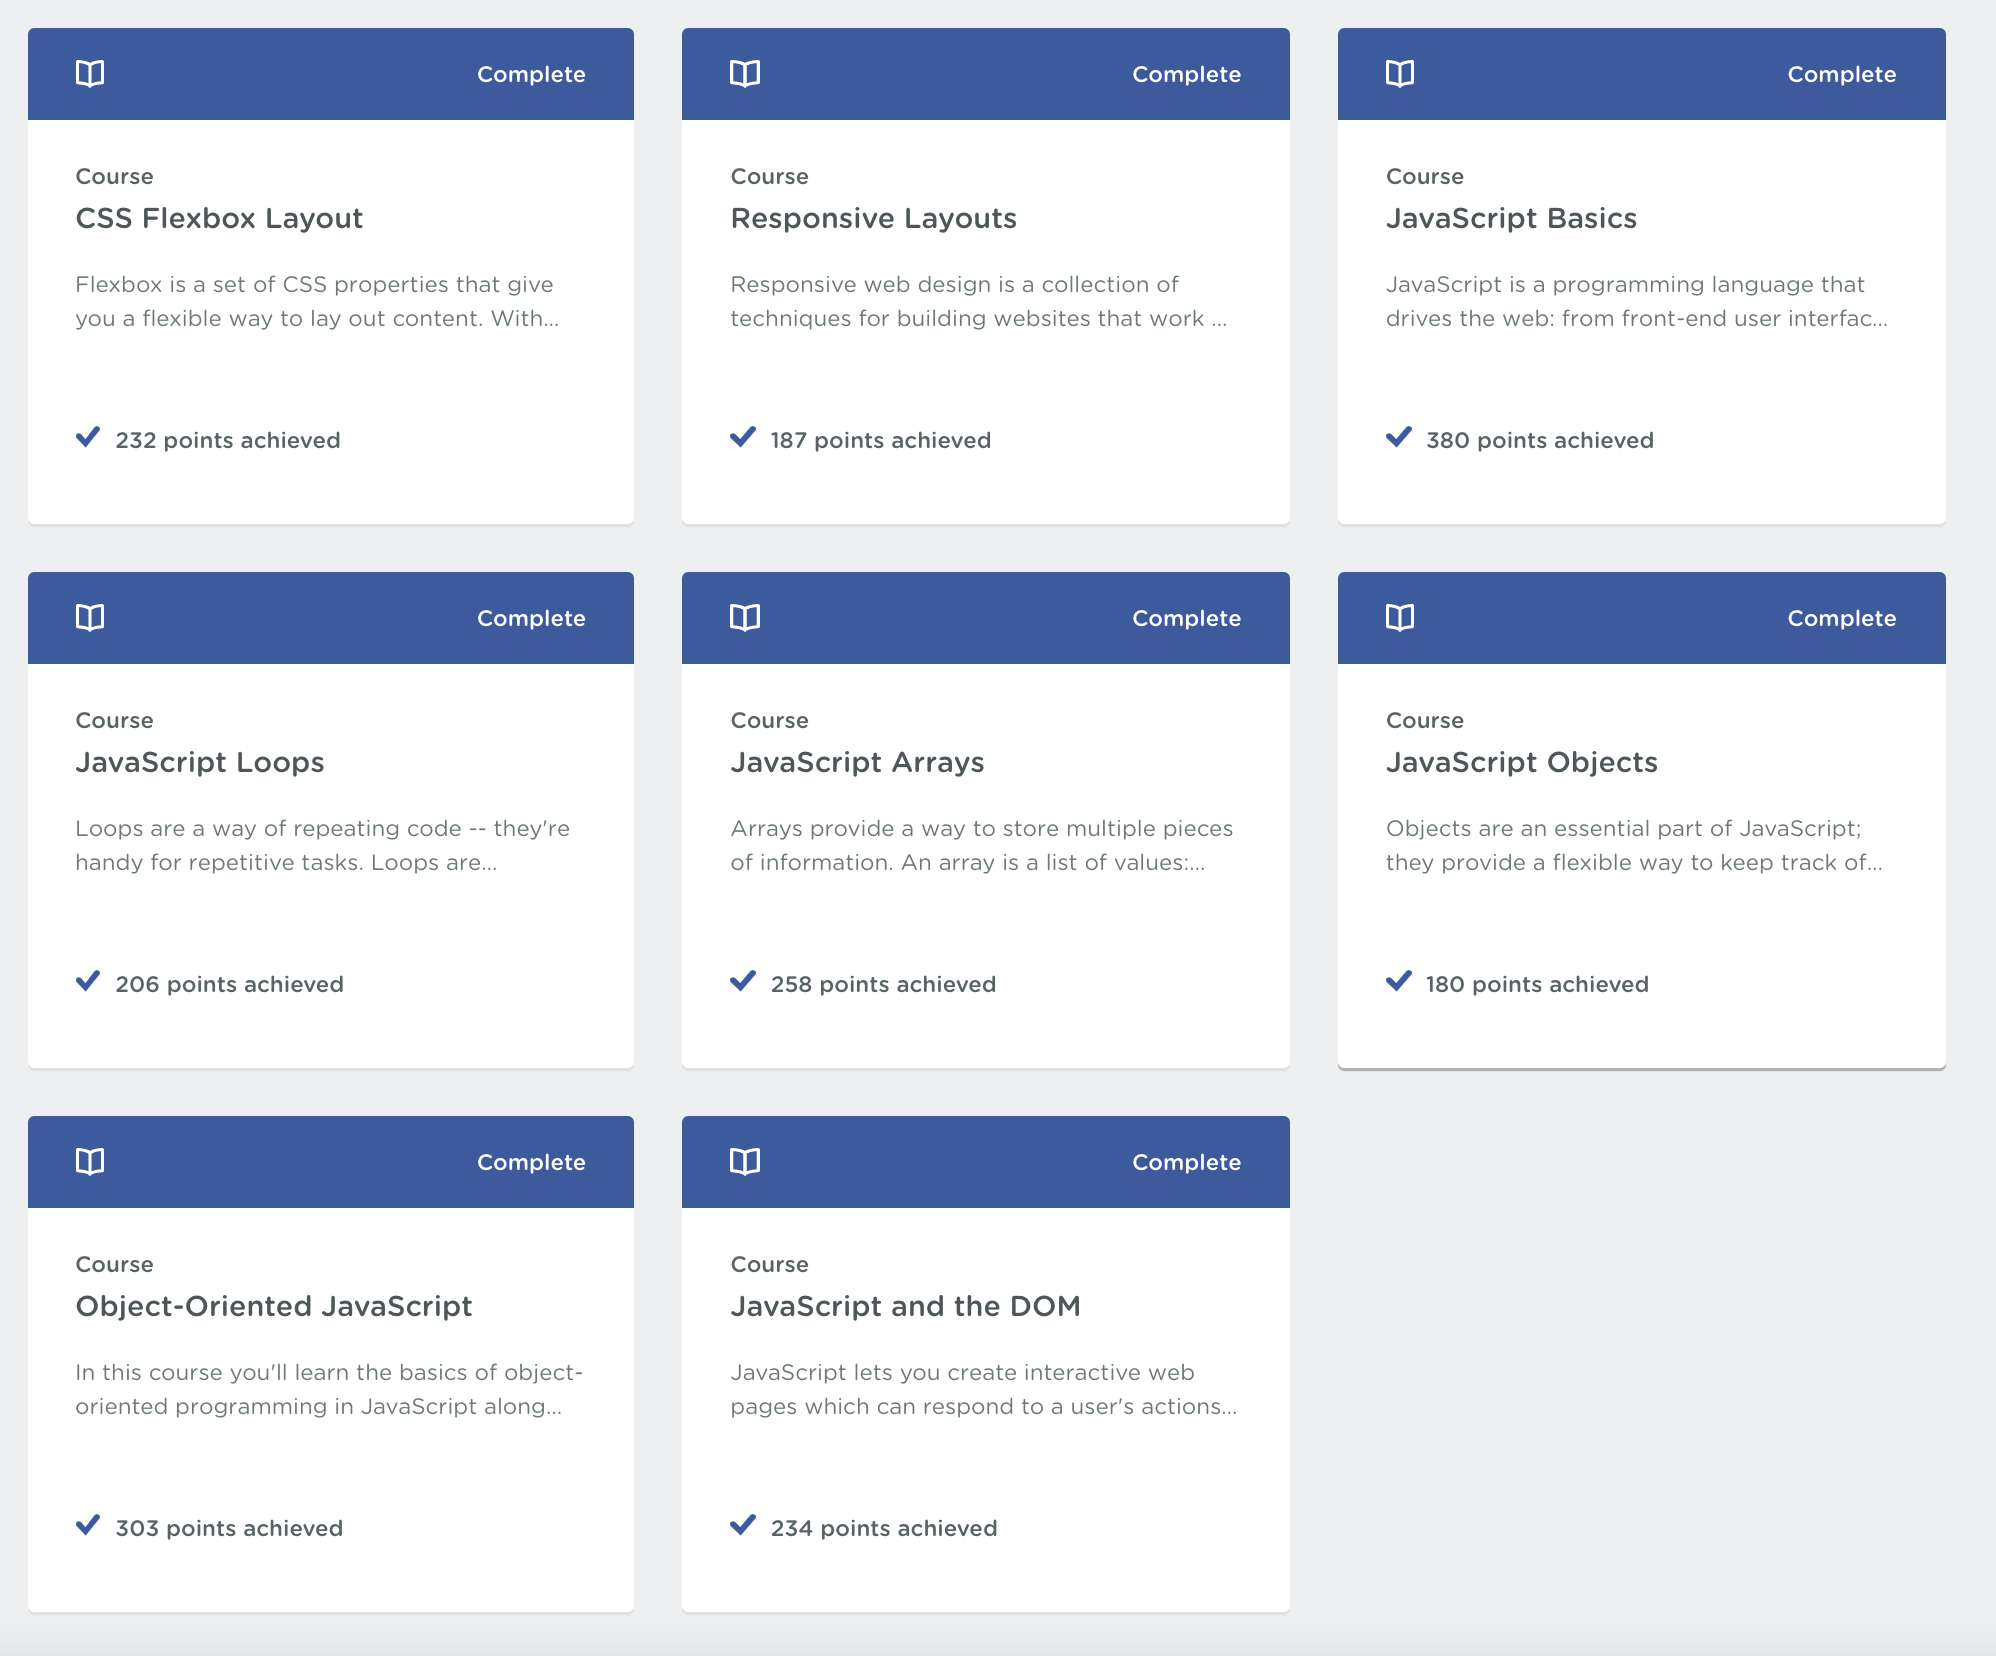 Complete
Course
CSS Flexbox Layout
Flexbox is a set of CSS properties that give
you a flexible way to lay out content. With...
232 points achieved
Complete
Course
Responsive Layouts
Responsive web design is a collection of
techniques for building websites that work ...
187 points achieved
Complete
Course
JavaScript Basics
JavaScript is a programming language that
drives the web: from front-end user interfac...
380 points achieved
Complete
Course
JavaScript Loops
Loops are a way of repeating code -- they're
handy for repetitive tasks. Loops are...
206 points achieved
Complete
Course
JavaScript Arrays
Arrays provide a way to store multiple pieces
of information. An array is a list of values:...
258 points achieved
Complete
Course
JavaScript Objects
Objects are an essential part of JavaScript;
they provide a flexible way to keep track of...
180 points achieved
Complete
Course
Object-Oriented JavaScript
In this course you'll learn the basics of object-
oriented programming in JavaScript along...
303 points achieved
Complete
Course
JavaScript and the DOM
JavaScript lets you create interactive web
pages which can respond to a user's actions...
234 points achieved